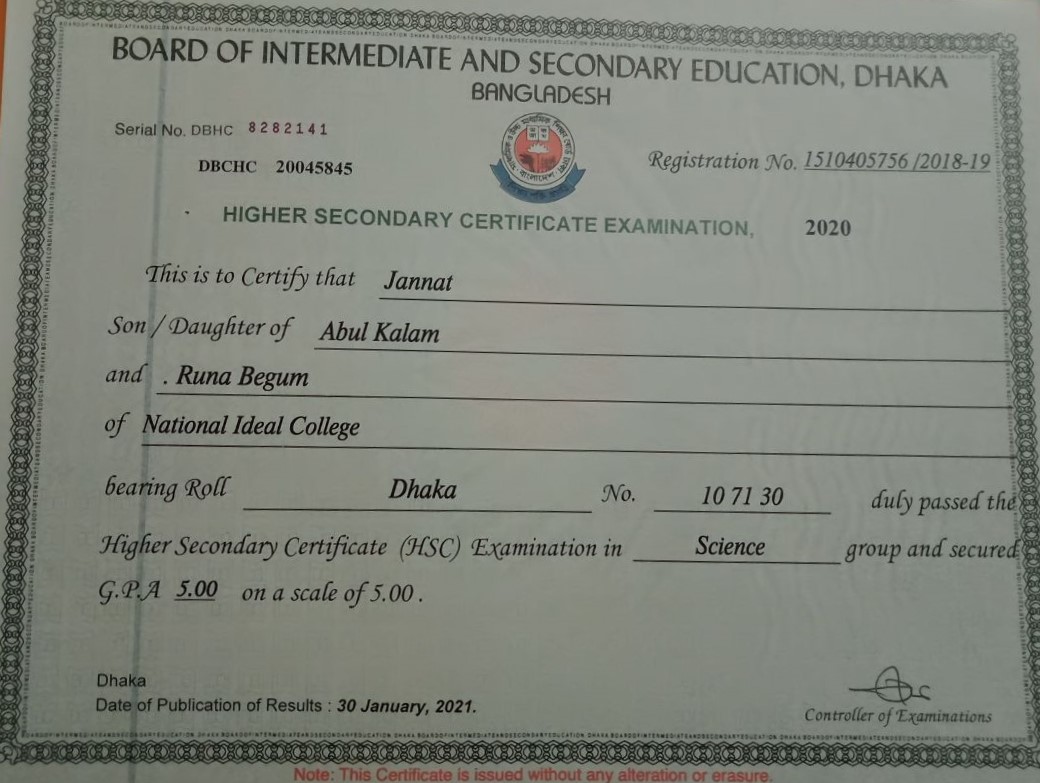 BOARD OF INTERMEDIATE AND SECONDARY EDUCATION, DHAKA
BANGLADESH
Serial No. DBHC 8282141
DBCHC 20045845
Registration No. 1510405756 /2018-19
HIGHER SECONDARY CERTIFICATE EXAMINATION, 2020
This is to Certify that Jannat
Son / Daughter of Abul Kalam
and . Runa Begum
of National Ideal College
bearing Roll Dhaka No. 10 71 30 duly passed the
Higher Secondary Certificate (HSC) Examination in Science group and secured
G.P.A 5.00 on a scale of 5.00 .
Dhaka
Date of Publication of Results : 30 January, 2021.
Controller of Examinations
Note: This Certificate is issued without any alteration or erasure.